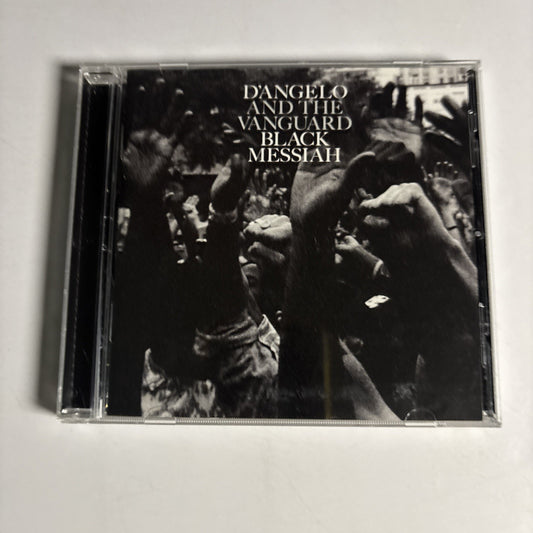 D'ANGELO
AND THE
VANGUARD
BLACK
MESSIAH